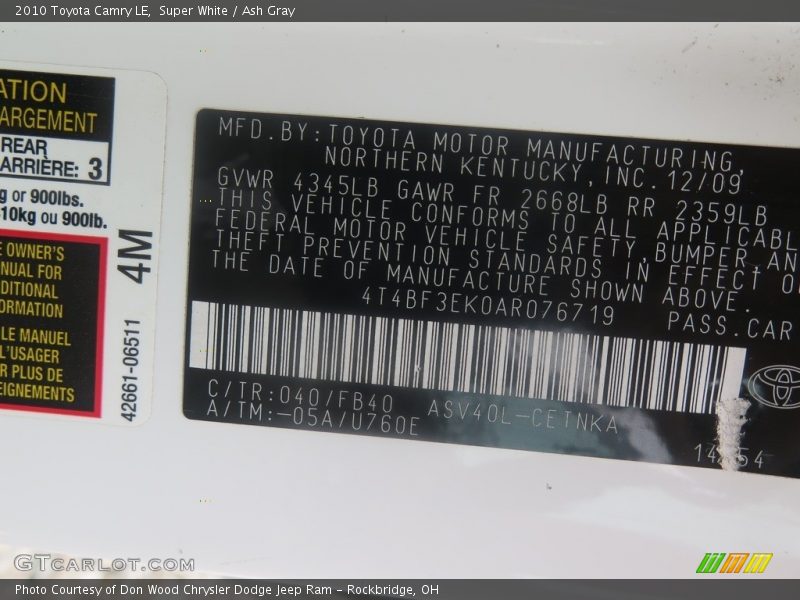 2010 Toyota Camry LE, Super White / Ash Gray
ATION
ARGEMENT
REAR
ARRIÈRE: 3
g or 900lbs.
10kg ou 900lb.
E OWNER'S
NUAL FOR
DITIONAL
ORMATION
LE MANUEL
L'USAGER
R PLUS DE
EIGNEMENTS
42661-06511 4M
MFD.BY:TOYOTA MOTOR MANUFACTURING,
NORTHERN KENTUCKY,INC.12/09
GVWR 4345LB GAWR FR 2668LB RR 2359LB
THIS VEHICLE CONFORMS TO ALL APPLICABL
FEDERAL MOTOR VEHICLE SAFETY,BUMPER AN
THEFT PREVENTION STANDARDS IN EFFECT O
THE DATE OF MANUFACTURE SHOWN ABOVE.
4T4BF3EK0AR076719 PASS.CAR
C/TR:040/FB40 ASV40L-CETNKA
A/TM:-05A/U760E
GTCARLOT.COM
Photo Courtesy of Don Wood Chrysler Dodge Jeep Ram – Rockbridge, OH